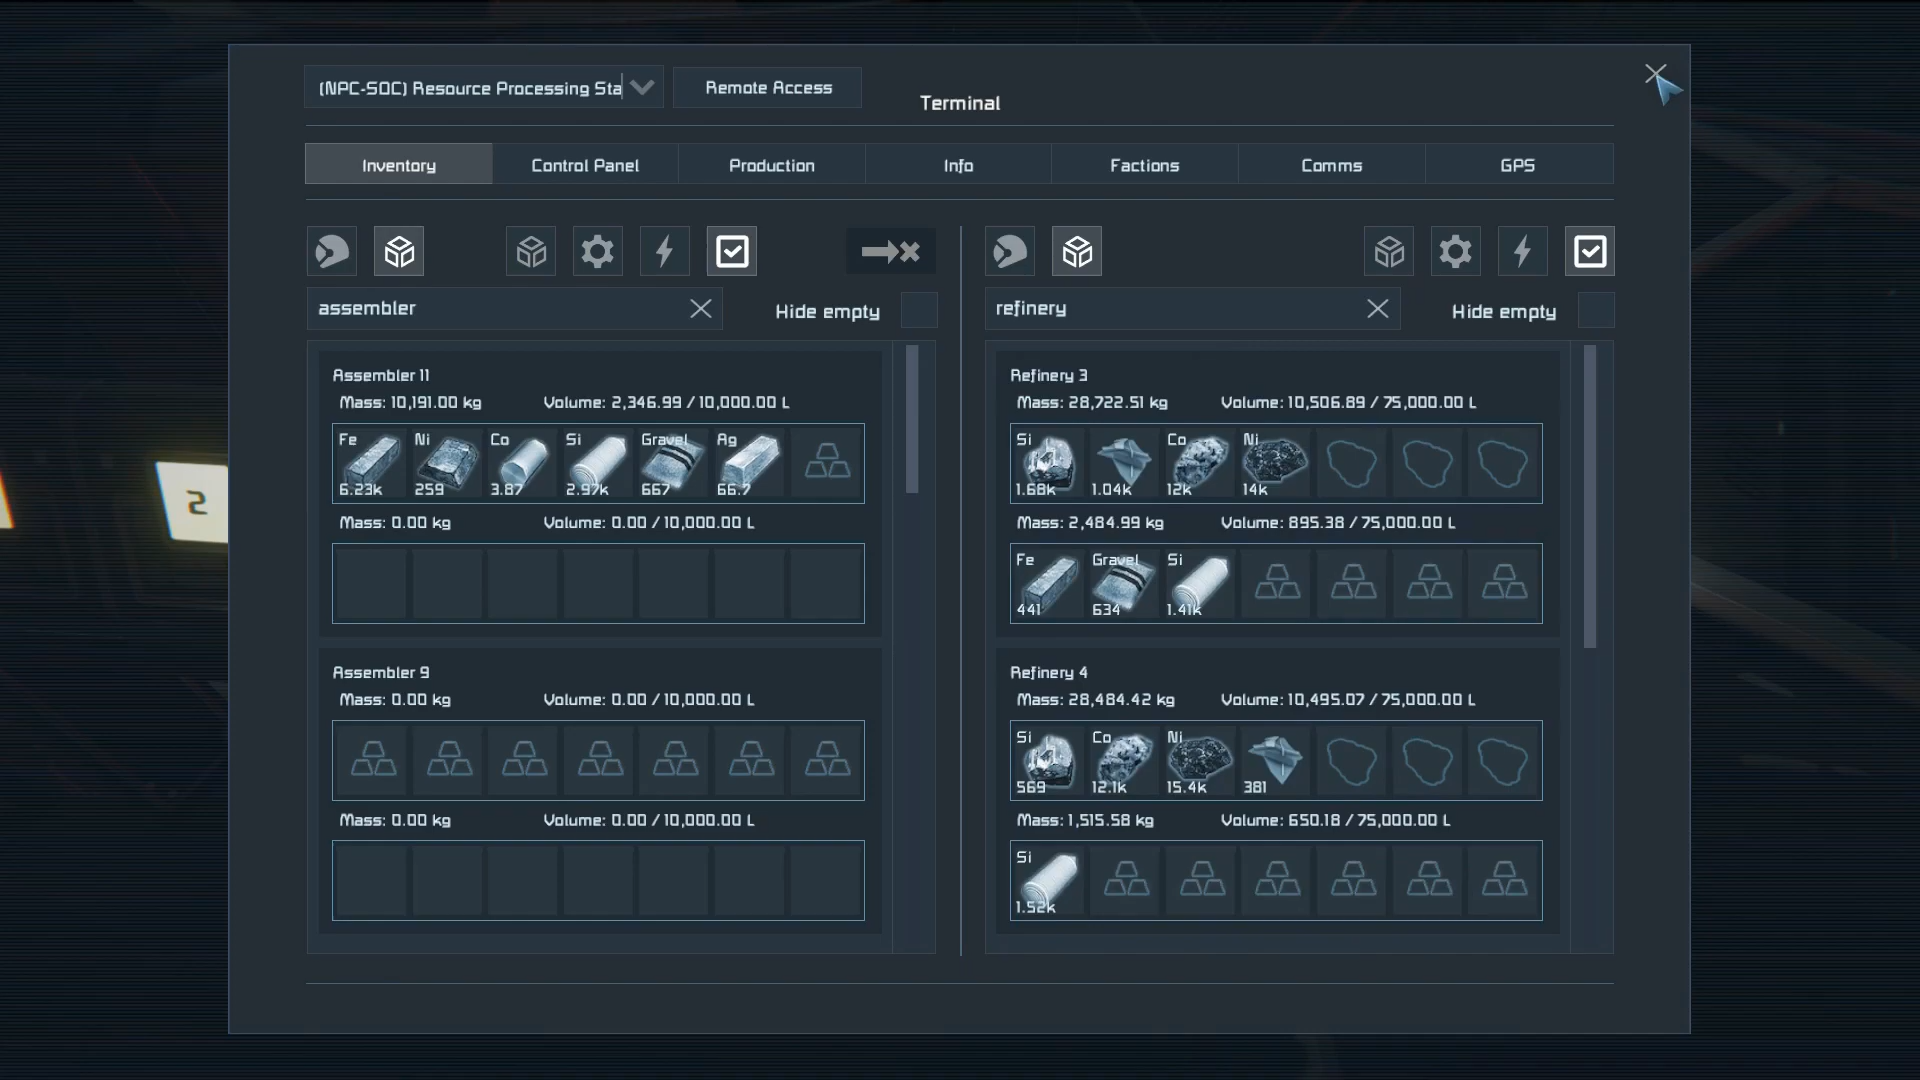 (NPC-SOC) Resource Processing Sta
Remote Access
Terminal
Inventory
Control Panel
Production
Info
Factions
Comms
GPS
assembler
Hide empty
refinery
Hide empty
Assembler 11
Mass: 10,191.00 kg
Volume: 2,346.99 / 10,000.00 L
Fe
Ni
Co
Si
Gravel
Ag
6.23k
259
3.87
2.97k
667
66.7
Mass: 0.00 kg
Volume: 0.00 / 10,000.00 L
Assembler 9
Mass: 0.00 kg
Volume: 0.00 / 10,000.00 L
Mass: 0.00 kg
Volume: 0.00 / 10,000.00 L
Refinery 3
Mass: 28,722.51 kg
Volume: 10,506.89 / 75,000.00 L
Si
Co
Ni
1.68k
1.04k
12k
14k
Mass: 2,484.99 kg
Volume: 895.38 / 75,000.00 L
Fe
Gravel
Si
441
634
1.41k
Refinery 4
Mass: 28,484.42 kg
Volume: 10,495.07 / 75,000.00 L
Si
Co
Ni
569
12.1k
15.4k
381
Mass: 1,515.58 kg
Volume: 650.18 / 75,000.00 L
Si
1.52k
2